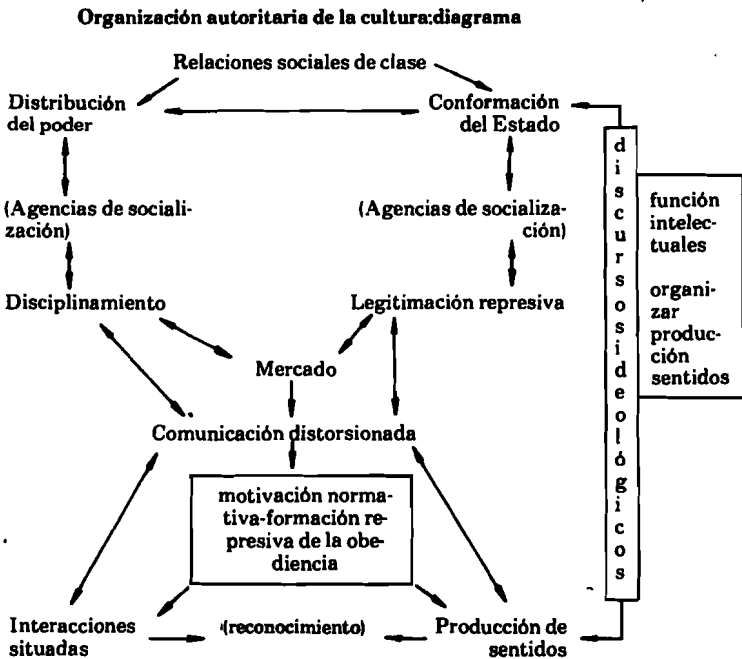 Organización autoritaria de la cultura:diagrama
Relaciones sociales de clase
Distribución
del poder
Conformación
del Estado
(Agencias de sociali-
zación)
(Agencias de socializa-
ción)
Disciplinamiento
Legitimación represiva
Mercado
Comunicación distorsionada
motivación norma-
tiva-formación re-
presiva de la obe-
diencia
Interacciones
situadas
(reconocimiento)
Producción de
sentidos
discursos ideológicos
función
intelec-
tuales
organi-
zar
produc-
ción
sentidos